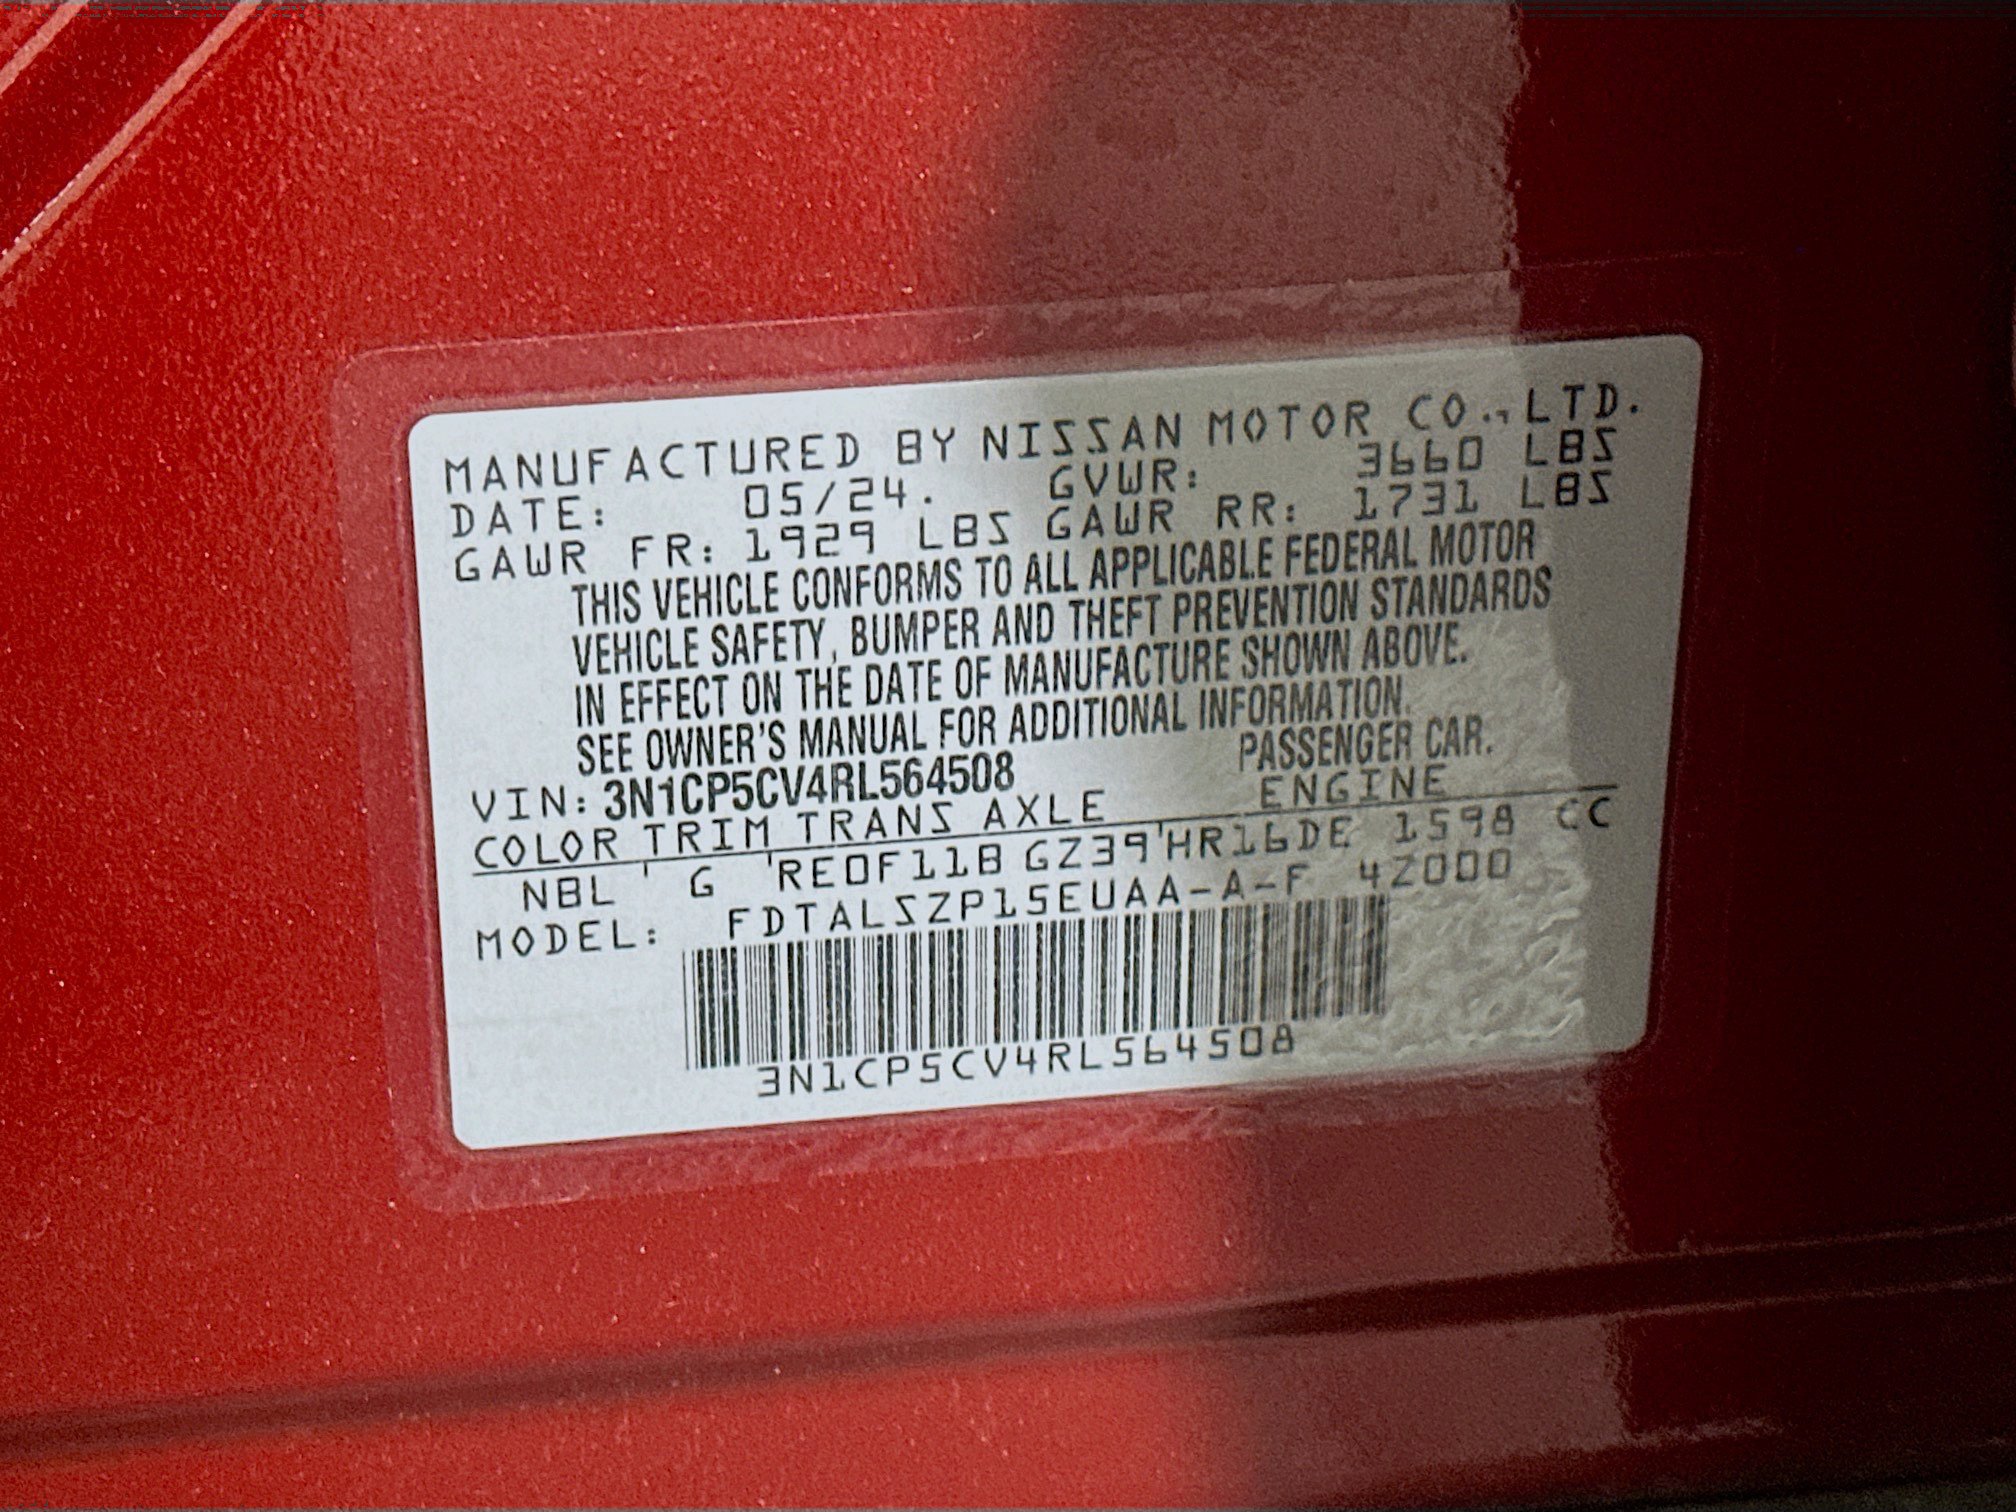 MANUFACTURED BY NISSAN MOTOR CO., LTD.
DATE: 05/24. GVWR: 3660 LBS
GAWR FR: 1929 LBS GAWR RR: 1731 LBS
THIS VEHICLE CONFORMS TO ALL APPLICABLE FEDERAL MOTOR
VEHICLE SAFETY, BUMPER AND THEFT PREVENTION STANDARDS
IN EFFECT ON THE DATE OF MANUFACTURE SHOWN ABOVE.
SEE OWNER'S MANUAL FOR ADDITIONAL INFORMATION.
VIN: 3N1CP5CV4RL564508 PASSENGER CAR.
COLOR TRIM TRANS AXLE ENGINE
NBL ' G 'RE0F11B GZ39'HR16DE 1598 CC
MODEL: FDTALSZP15EUAA-A-F 4Z000
3N1CP5CV4RL564508